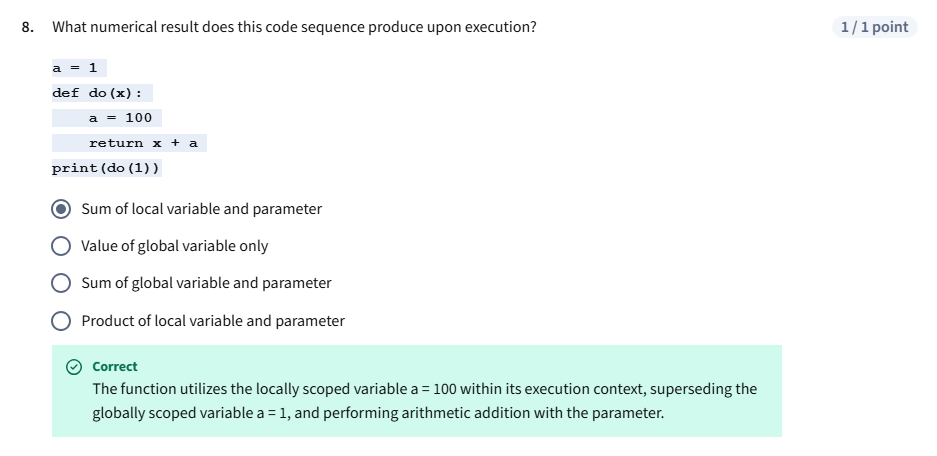 8. What numerical result does this code sequence produce upon execution? 1 / 1 point
a = 1
def do(x):
    a = 100
    return x + a
print(do(1))
Sum of local variable and parameter
Value of global variable only
Sum of global variable and parameter
Product of local variable and parameter
Correct
The function utilizes the locally scoped variable a = 100 within its execution context, superseding the
globally scoped variable a = 1, and performing arithmetic addition with the parameter.